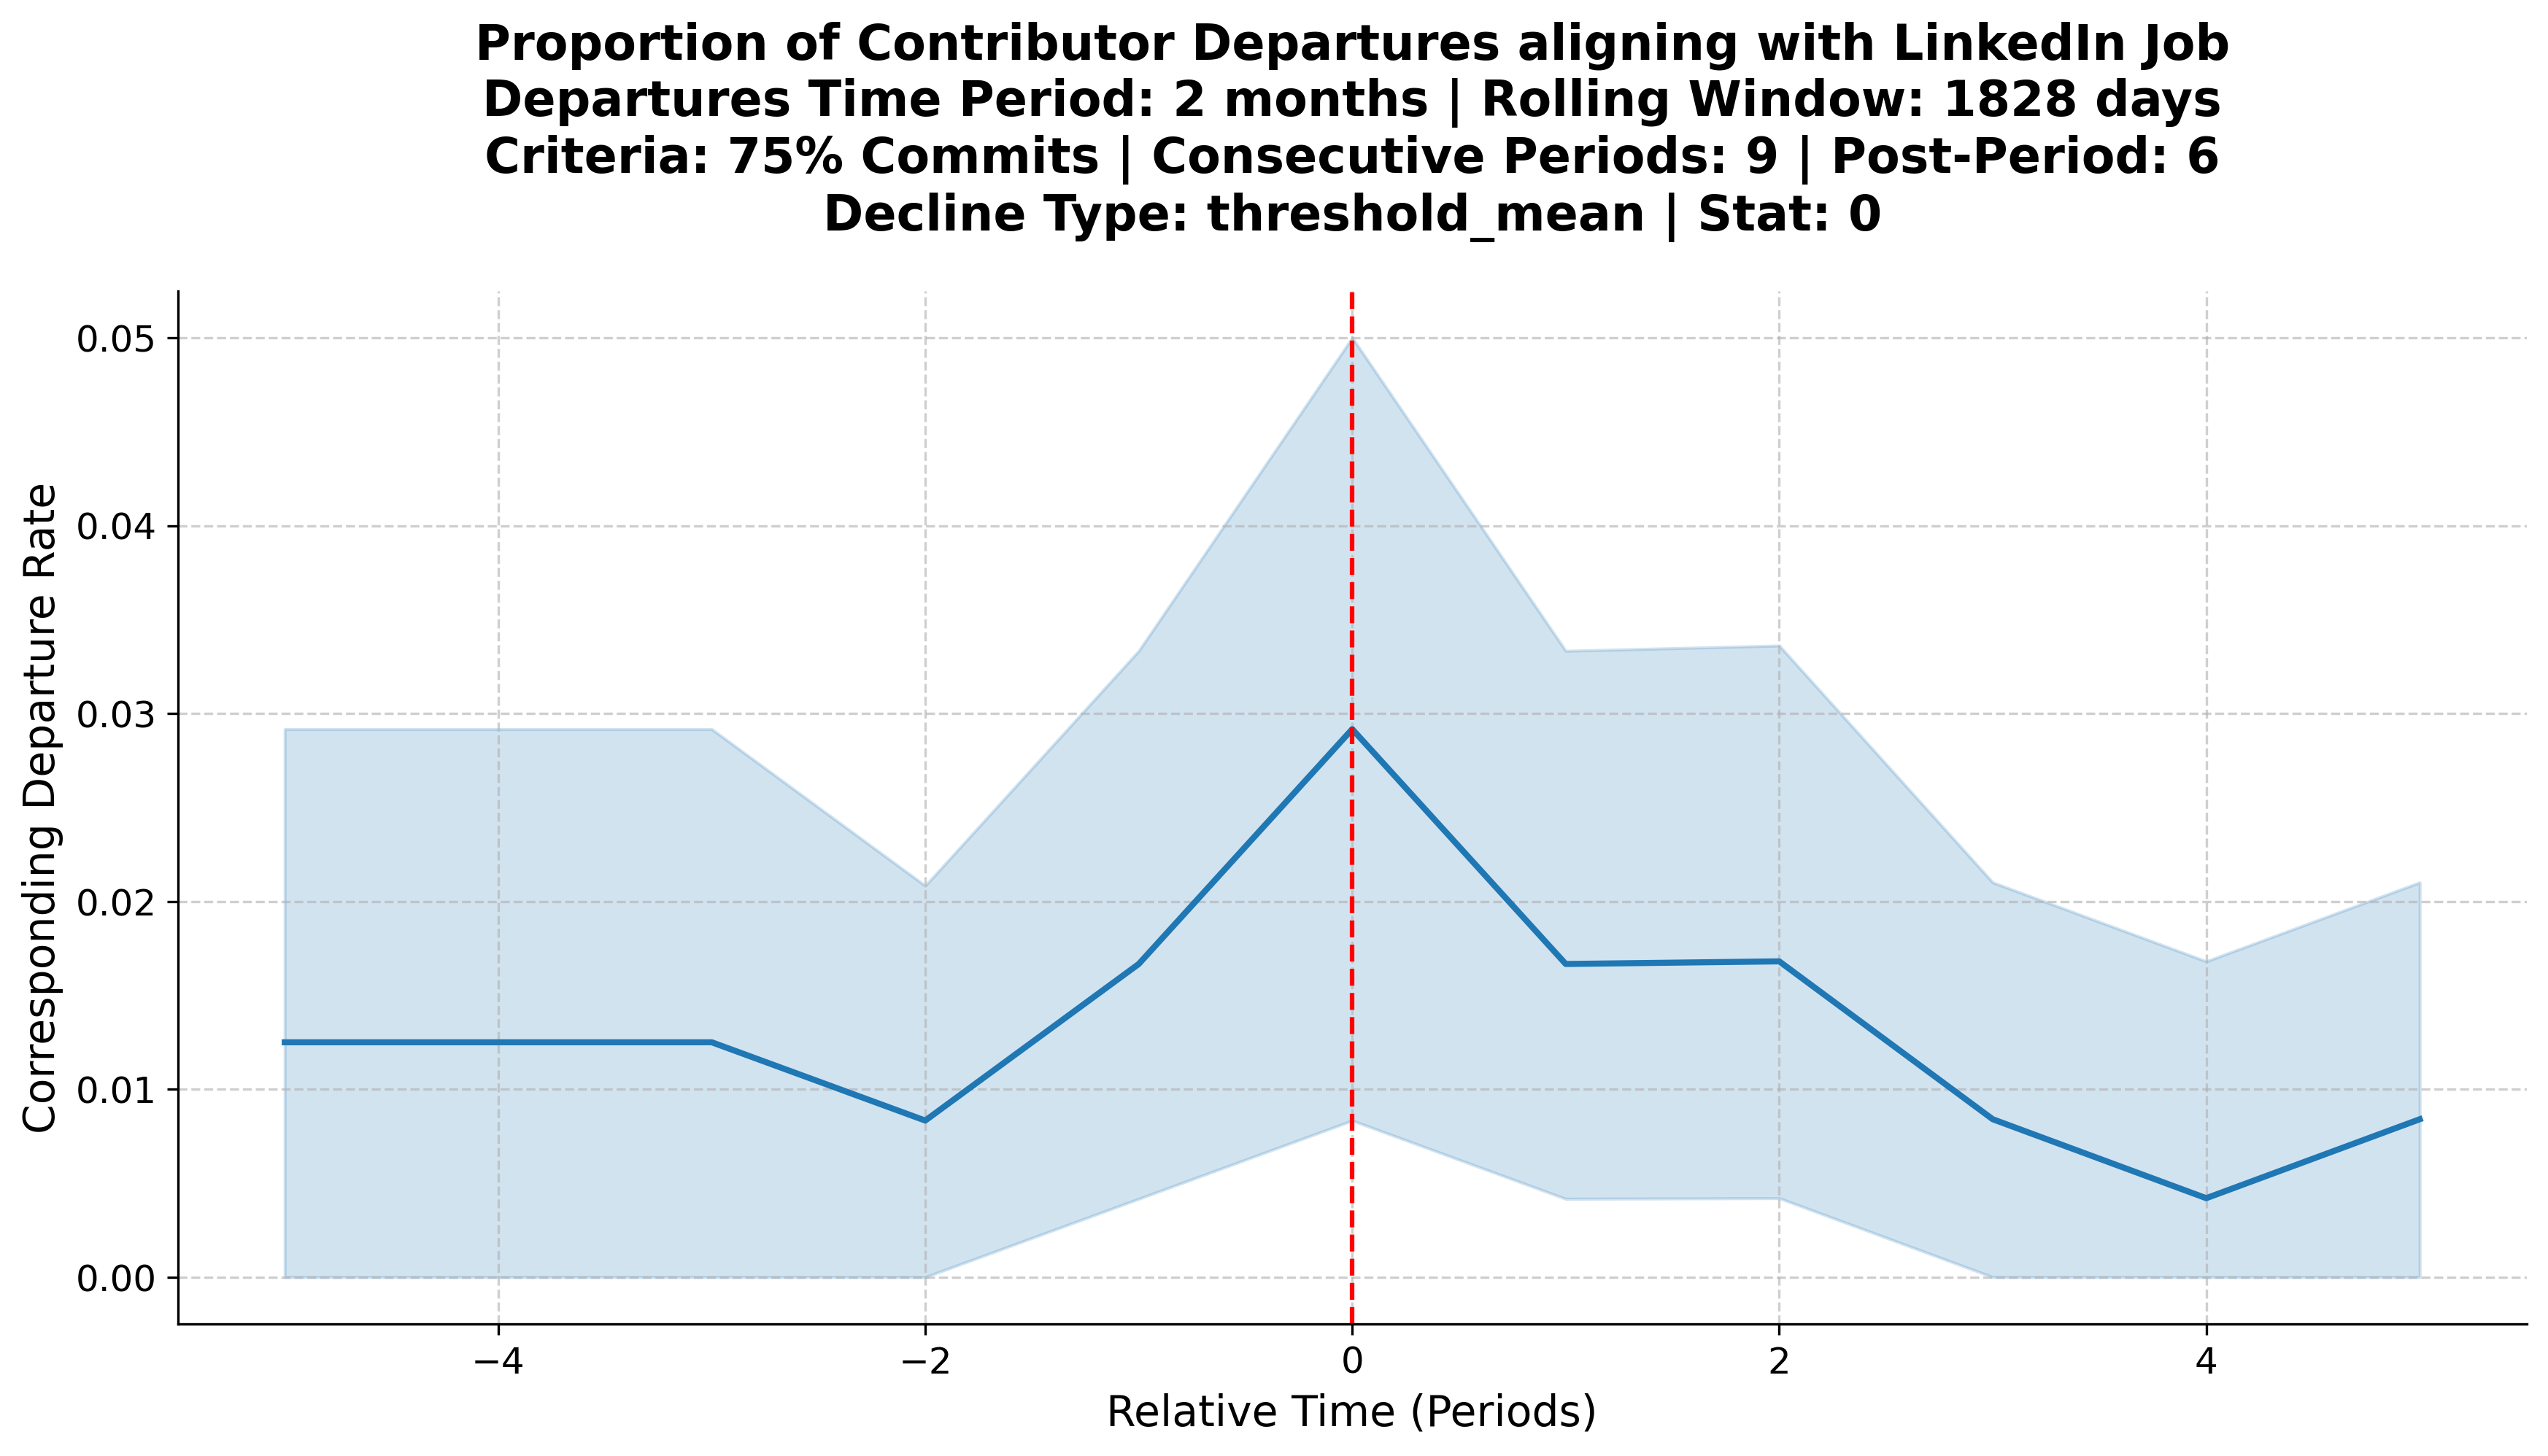 Proportion of Contributor Departures aligning with LinkedIn Job
Departures Time Period: 2 months | Rolling Window: 1828 days
Criteria: 75% Commits | Consecutive Periods: 9 | Post-Period: 6
Decline Type: threshold_mean | Stat: 0
Corresponding Departure Rate
0.05
0.04
0.03
0.02
0.01
0.00
−4
−2
0
2
4
Relative Time (Periods)